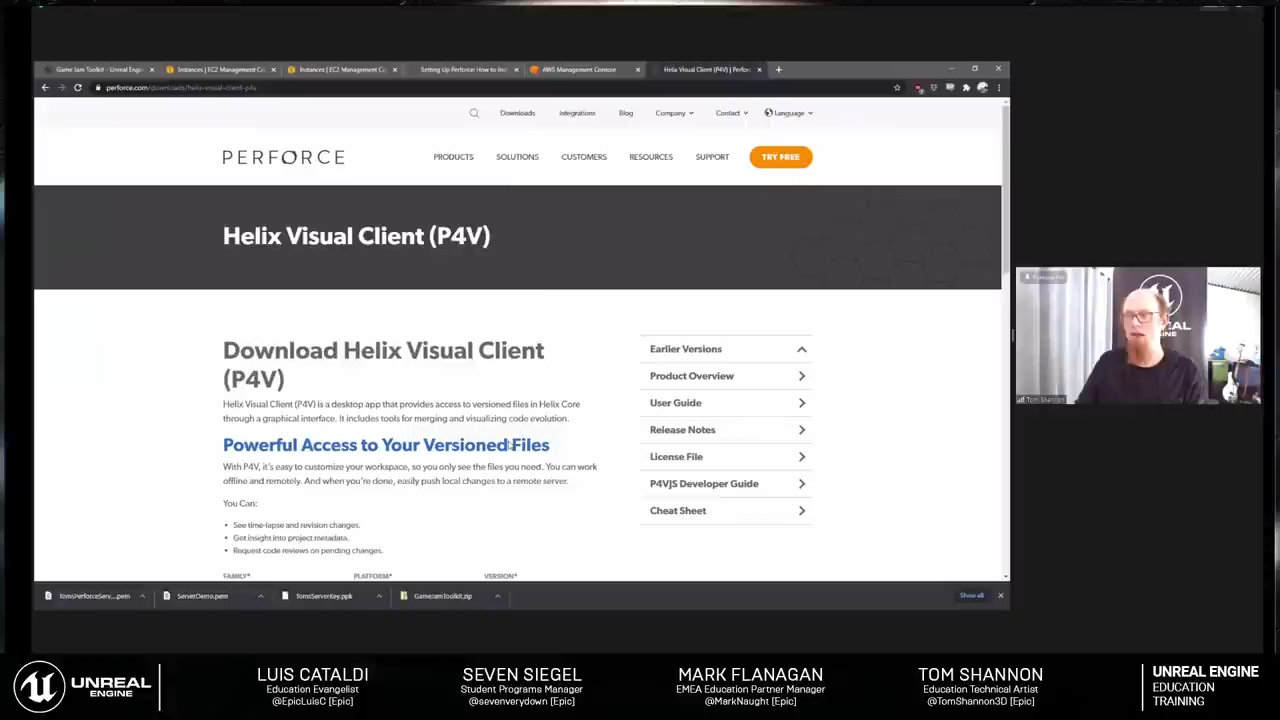 Game Jam Toolkit - Unreal Engi
Instances | EC2 Management Co
Instances | EC2 Management Co
Setting Up Perforce: How to Ins
AWS Management Console
Helix Visual Client (P4V) | Perfor
perforce.com/downloads/helix-visual-client-p4v
Downloads
Integrations
Blog
Company
Contact
Language
PERFORCE
PRODUCTS
SOLUTIONS
CUSTOMERS
RESOURCES
SUPPORT
TRY FREE
Helix Visual Client (P4V)
Download Helix Visual Client
(P4V)
Helix Visual Client (P4V) is a desktop app that provides access to versioned files in Helix Core
through a graphical interface. It includes tools for merging and visualizing code evolution.
Powerful Access to Your Versioned Files
With P4V, it's easy to customize your workspace, so you only see the files you need. You can work
offline and remotely. And when you're done, easily push local changes to a remote server.
You Can:
• See time-lapse and revision changes.
• Get insight into project metadata.
• Request code reviews on pending changes.
FAMILY*
PLATFORM*
VERSION*
Earlier Versions
Product Overview
User Guide
Release Notes
License File
P4VJS Developer Guide
Cheat Sheet
TomsPerforceServ....pem
ServerDemo.pem
TomsServerKey.ppk
GameJamToolkit.zip
Show all
Tom Shannon
UNREAL
ENGINE
LUIS CATALDI
Education Evangelist
@EpicLuisC [Epic]
SEVEN SIEGEL
Student Programs Manager
@sevenverydown [Epic]
MARK FLANAGAN
EMEA Education Partner Manager
@MarkNaught [Epic]
TOM SHANNON
Education Technical Artist
@TomShannon3D [Epic]
UNREAL ENGINE
EDUCATION
TRAINING